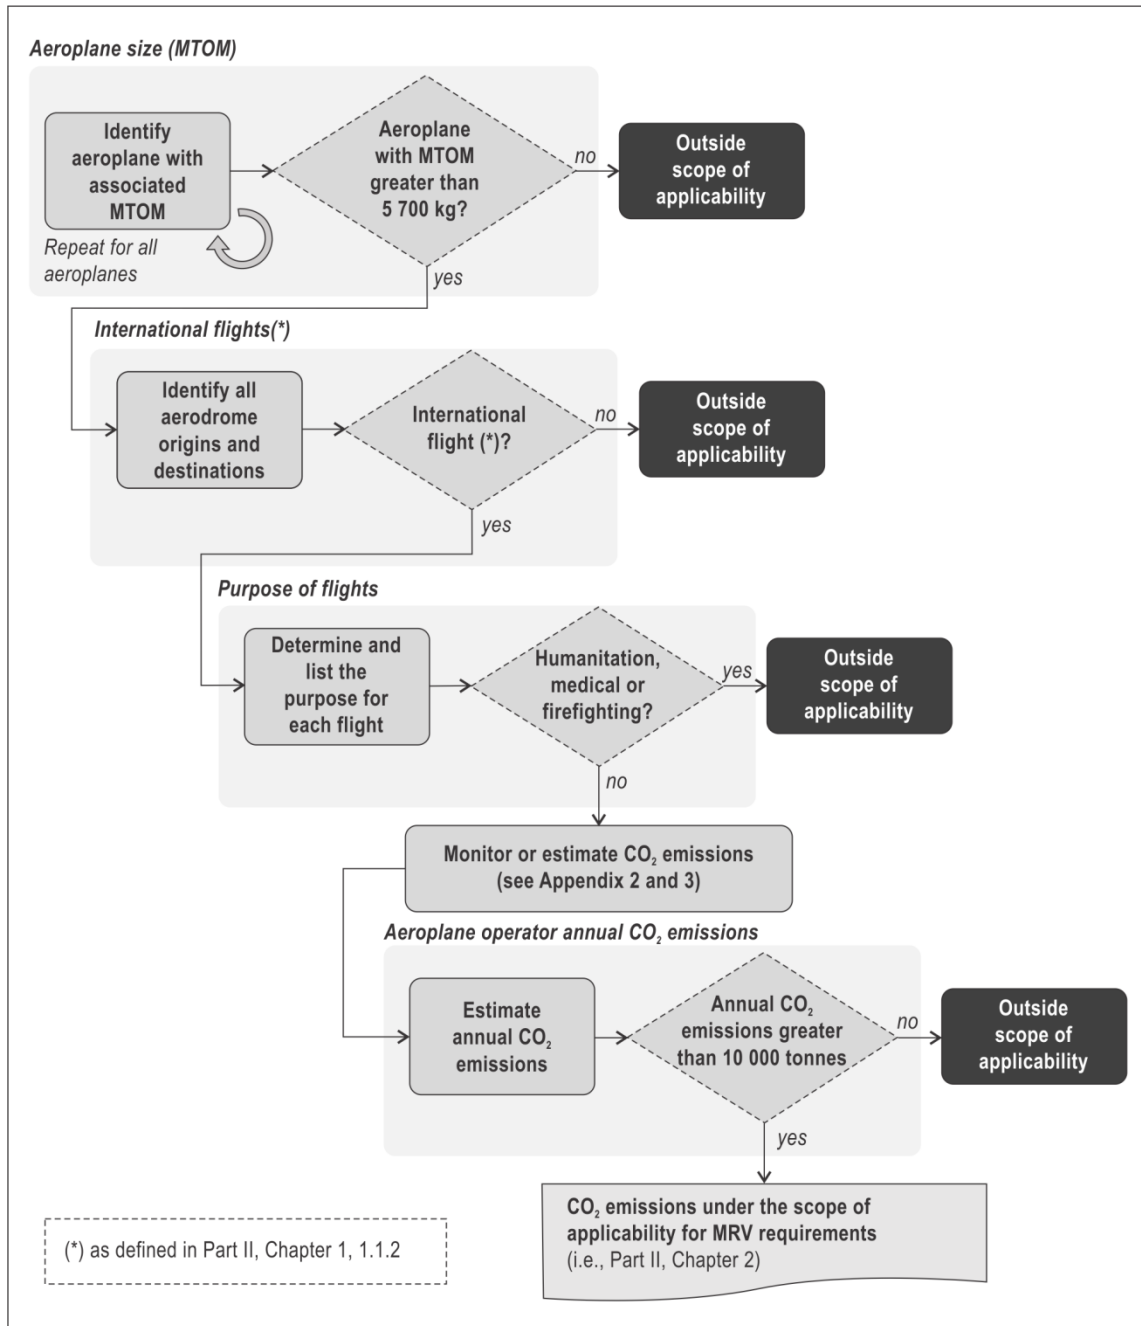 Aeroplane size (MTOM)
Identify
aeroplane with
associated
MTOM
Repeat for all
aeroplanes
Aeroplane
with MTOM
greater than
5 700 kg?
no
Outside
scope of
applicability
yes
International flights(*)
Identify all
aerodrome
origins and
destinations
International
flight (*)?
no
Outside
scope of
applicability
yes
Purpose of flights
Determine and
list the
purpose for
each flight
Humanitation,
medical or
firefighting?
yes
Outside
scope of
applicability
no
Monitor or estimate CO₂ emissions
(see Appendix 2 and 3)
Aeroplane operator annual CO₂ emissions
Estimate
annual CO₂
emissions
Annual CO₂
emissions greater
than 10 000 tonnes
no
Outside
scope of
applicability
yes
CO₂ emissions under the scope of
applicability for MRV requirements
(i.e., Part II, Chapter 2)
(*) as defined in Part II, Chapter 1, 1.1.2